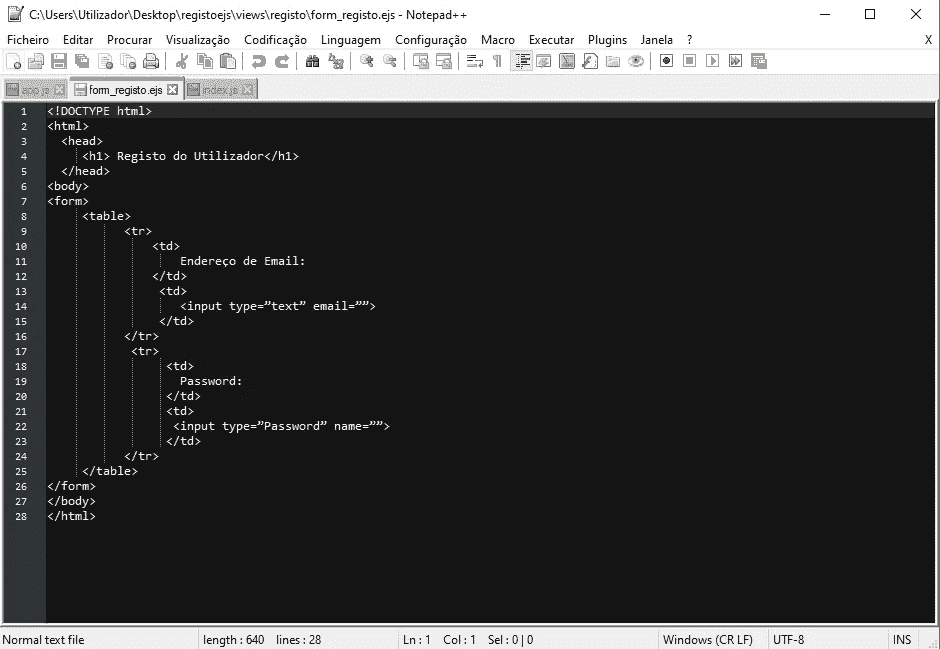 C:\Users\Utilizador\Desktop\registoejs\views\registo\form_registo.ejs - Notepad++
Ficheiro Editar Procurar Visualização Codificação Linguagem Configuração Macro Executar Plugins Janela ? X
app.js form_registo.ejs index.js
1 <!DOCTYPE html>
2 <html>
3 <head>
4 <h1> Registo do Utilizador</h1>
5 </head>
6 <body>
7 <form>
8 <table>
9 <tr>
10 <td>
11 Endereço de Email:
12 </td>
13 <td>
14 <input type=”text” email=””>
15 </td>
16 </tr>
17 <tr>
18 <td>
19 Password:
20 </td>
21 <td>
22 <input type=”Password” name=””>
23 </td>
24 </tr>
25 </table>
26 </form>
27 </body>
28 </html>
Normal text file length : 640 lines : 28 Ln : 1 Col : 1 Sel : 0 | 0 Windows (CR LF) UTF-8 INS